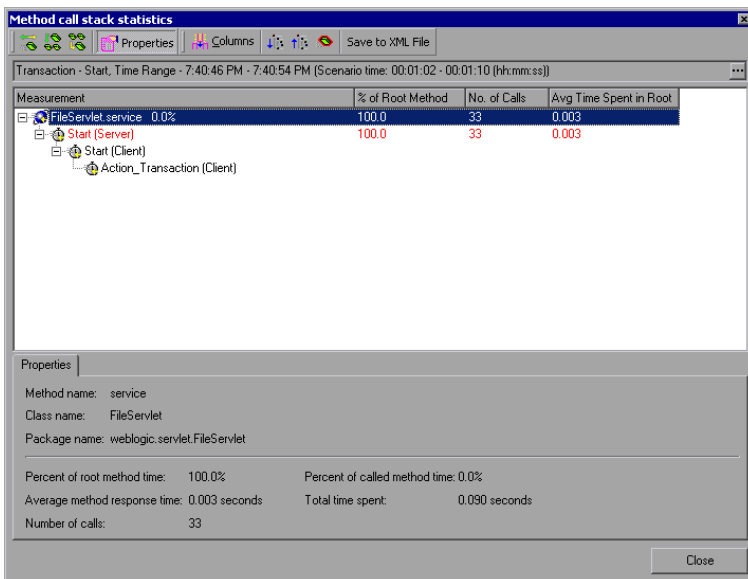 Method call stack statistics
Properties Columns Save to XML File
Transaction - Start, Time Range - 7:40:46 PM - 7:40:54 PM (Scenario time: 00:01:02 - 00:01:10 (hh:mm:ss)) ...
Measurement % of Root Method No. of Calls Avg Time Spent in Root
FileServlet.service 0.0% 100.0 33 0.003
Start (Server) 100.0 33 0.003
Start (Client)
Action_Transaction (Client)
Properties
Method name: service
Class name: FileServlet
Package name: weblogic.servlet.FileServlet
Percent of root method time: 100.0% Percent of called method time: 0.0%
Average method response time: 0.003 seconds Total time spent: 0.090 seconds
Number of calls: 33
Close